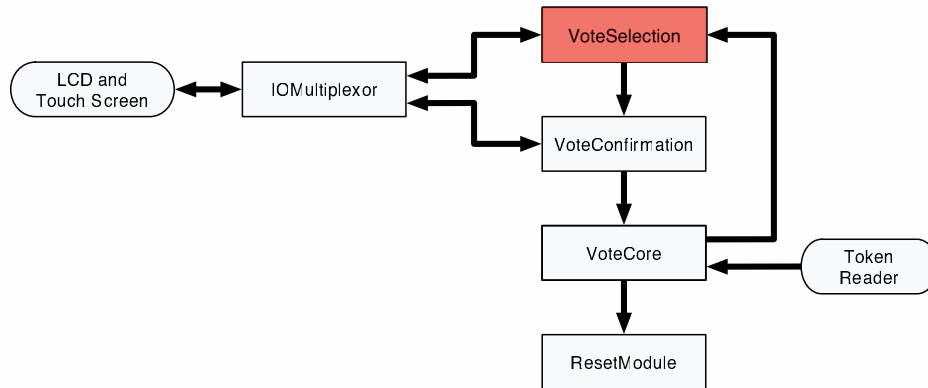 VoteSelection
LCD and
Touch Screen
IOMultiplexor
VoteConfirmation
VoteCore
Token
Reader
ResetModule